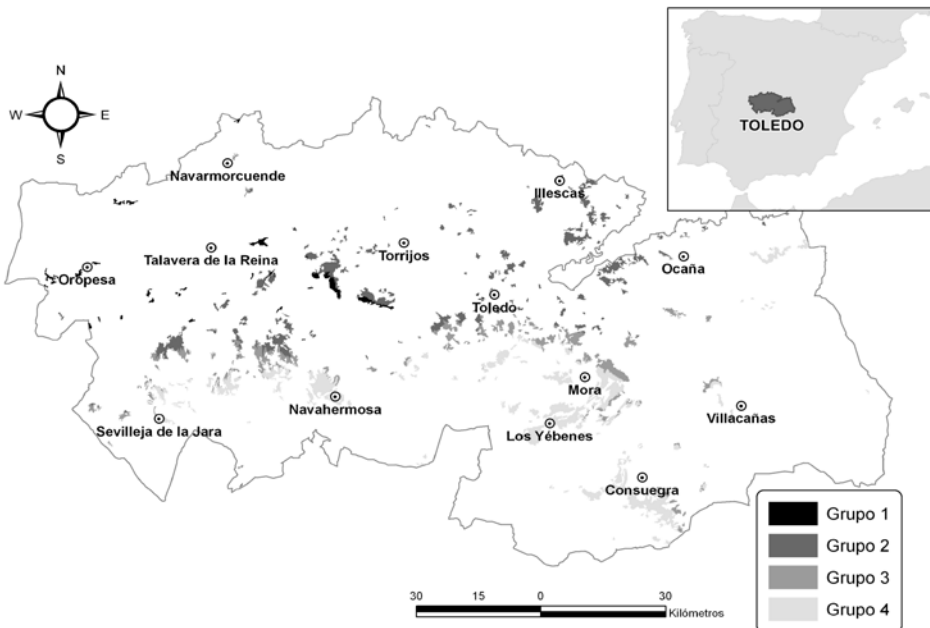 N
W
E
S
TOLEDO
Navarmorcuende
Illescas
Talavera de la Reina
Torrijos
Ocaña
Oropesa
Toledo
Mora
Navahermosa
Villacañas
Sevilleja de la Jara
Los Yébenes
Consuegra
Grupo 1
Grupo 2
Grupo 3
Grupo 4
30 15 0 30
Kilómetros